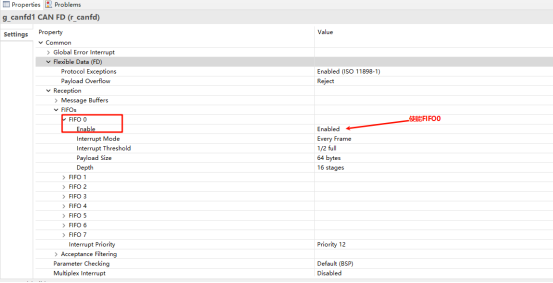 Properties Problems
g_canfd1 CAN FD (r_canfd)
Settings
Property Value
Common
Global Error Interrupt
Flexible Data (FD)
Protocol Exceptions Enabled (ISO 11898-1)
Payload Overflow Reject
Reception
Message Buffers
FIFOs
FIFO 0
使能FIFO0
Enable Enabled
Interrupt Mode Every Frame
Interrupt Threshold 1/2 full
Payload Size 64 bytes
Depth 16 stages
FIFO 1
FIFO 2
FIFO 3
FIFO 4
FIFO 5
FIFO 6
FIFO 7
Interrupt Priority Priority 12
Acceptance Filtering
Parameter Checking Default (BSP)
Multiplex Interrupt Disabled